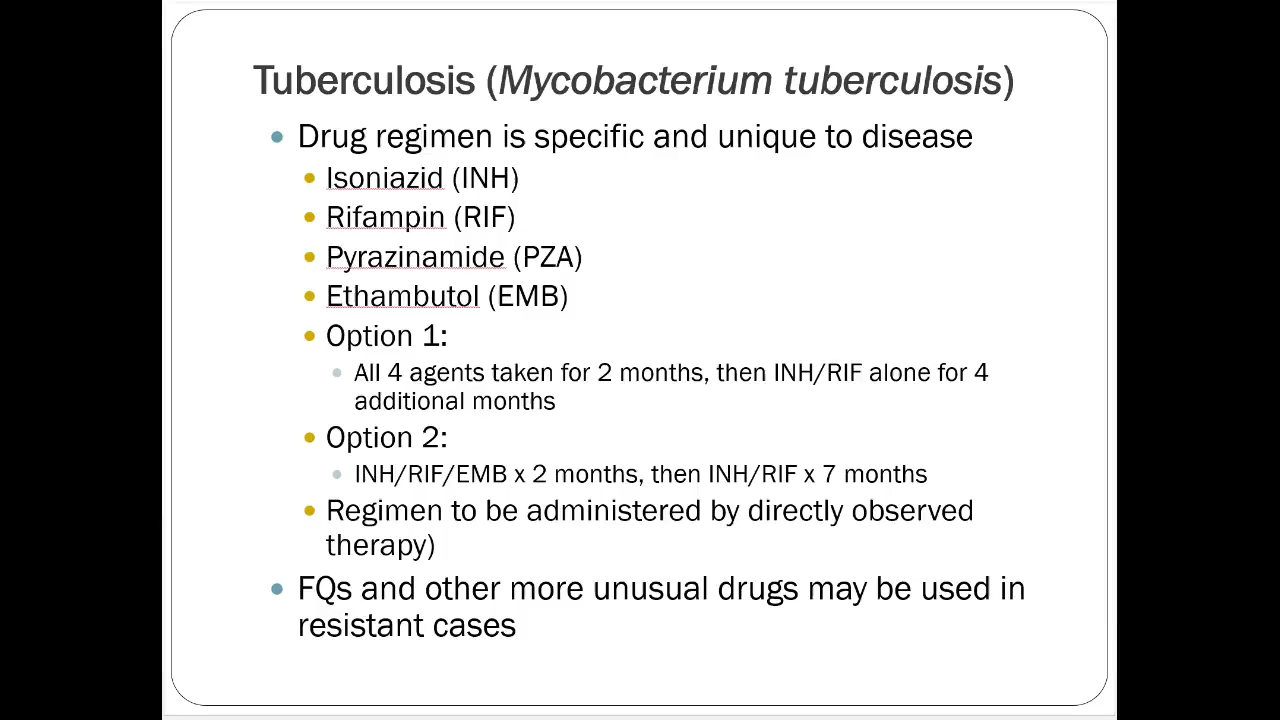 Tuberculosis (Mycobacterium tuberculosis)
Drug regimen is specific and unique to disease
Isoniazid (INH)
Rifampin (RIF)
Pyrazinamide (PZA)
Ethambutol (EMB)
Option 1:
All 4 agents taken for 2 months, then INH/RIF alone for 4
additional months
Option 2:
INH/RIF/EMB x 2 months, then INH/RIF x 7 months
Regimen to be administered by directly observed
therapy)
FQs and other more unusual drugs may be used in
resistant cases